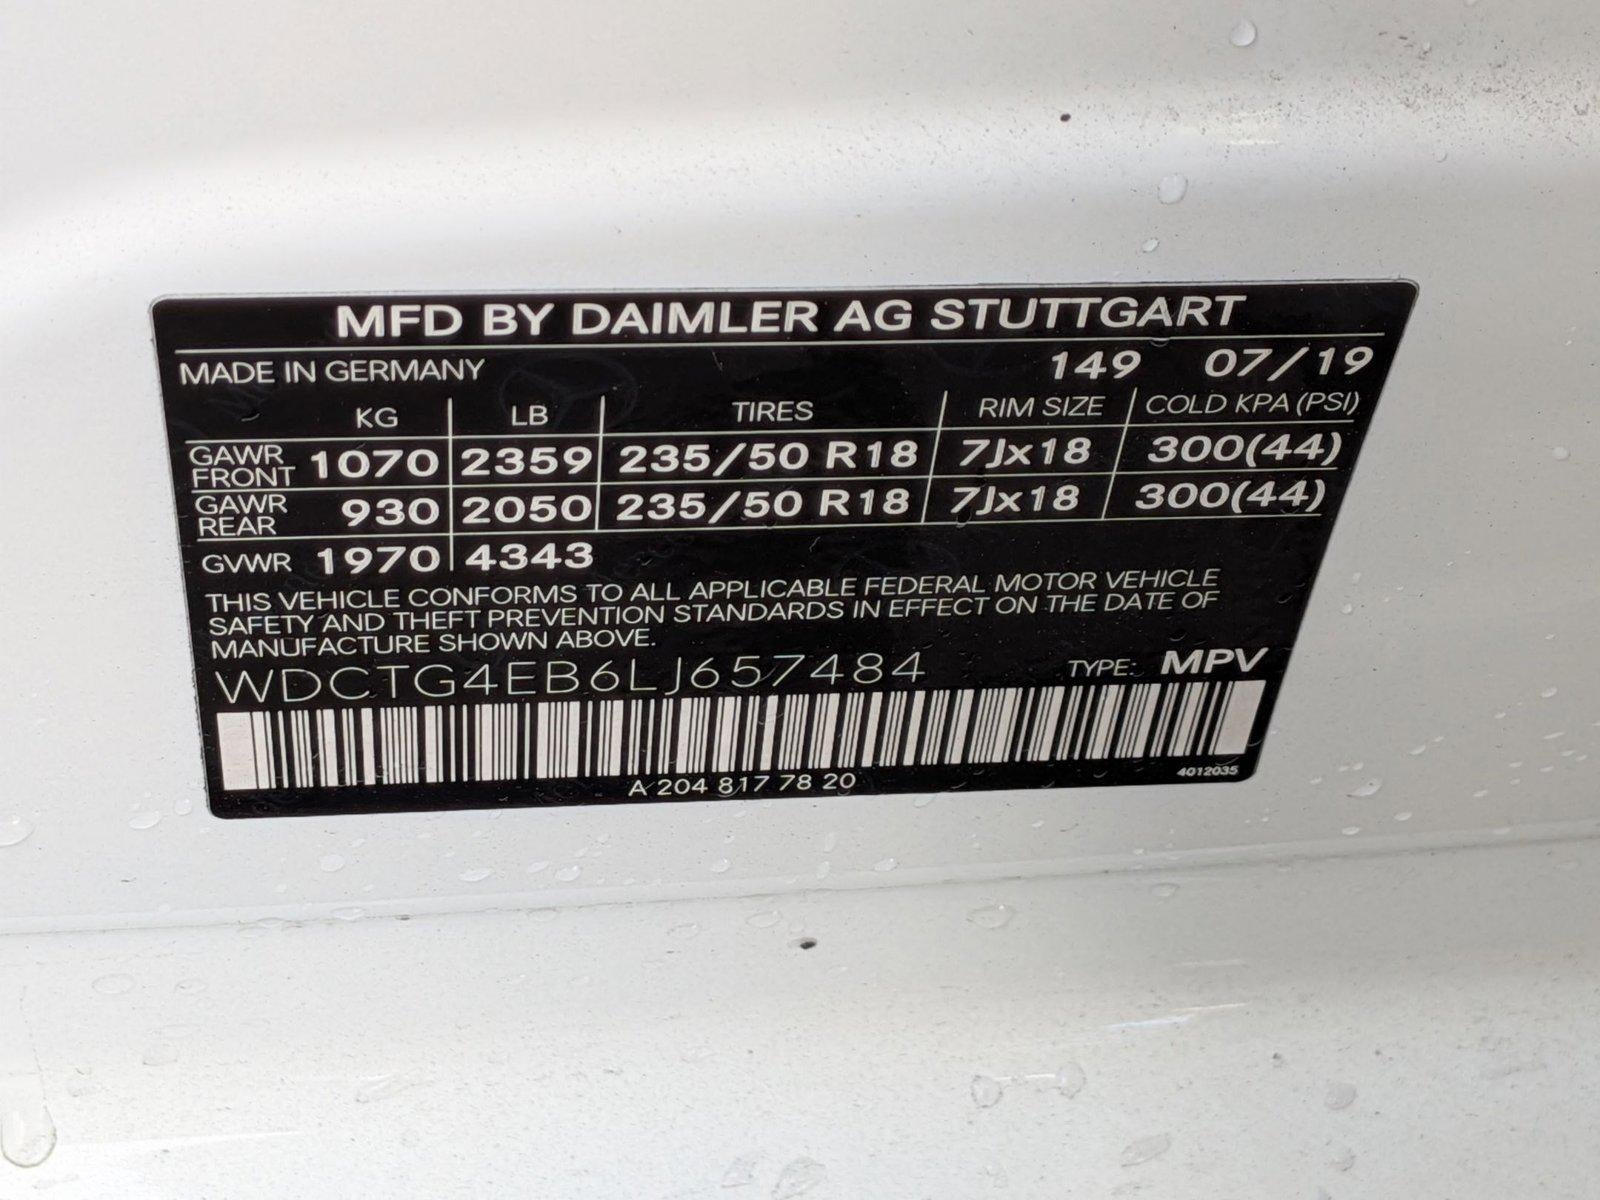 MFD BY DAIMLER AG STUTTGART
MADE IN GERMANY 149 07/19
KG LB TIRES RIM SIZE COLD KPA (PSI)
GAWR FRONT 1070 2359 235/50 R18 7Jx18 300(44)
GAWR REAR 930 2050 235/50 R18 7Jx18 300(44)
GVWR 1970 4343
THIS VEHICLE CONFORMS TO ALL APPLICABLE FEDERAL MOTOR VEHICLE
SAFETY AND THEFT PREVENTION STANDARDS IN EFFECT ON THE DATE OF
MANUFACTURE SHOWN ABOVE.
WDCTG4EB6LJ657484 TYPE: MPV
A 204 817 78 20 4012035